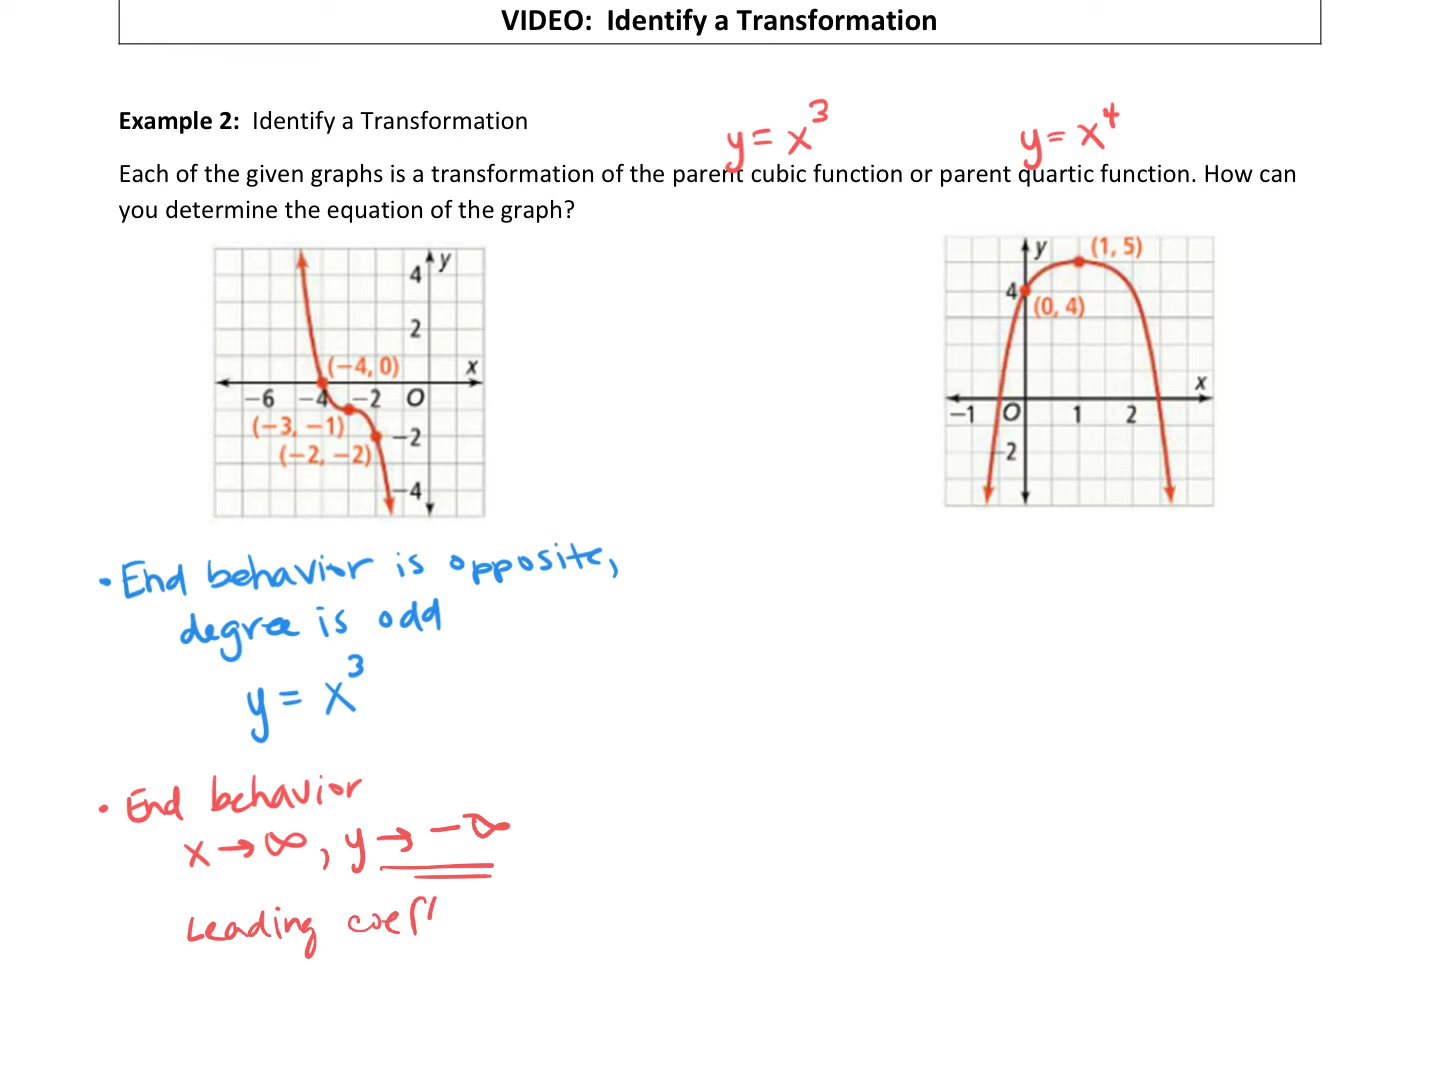 VIDEO: Identify a Transformation
Example 2: Identify a Transformation
y = x³
y = x⁴
Each of the given graphs is a transformation of the parent cubic function or parent quartic function. How can
you determine the equation of the graph?
4 y
2
(−4, 0)
x
−6 −4 −2 O
(−3, −1)
−2
(−2, −2)
−4
y (1, 5)
4
(0, 4)
x
−1 O 1 2
−2
• End behavior is opposite,
degree is odd
y = x³
• End behavior
x → ∞, y → −∞
Leading coeff